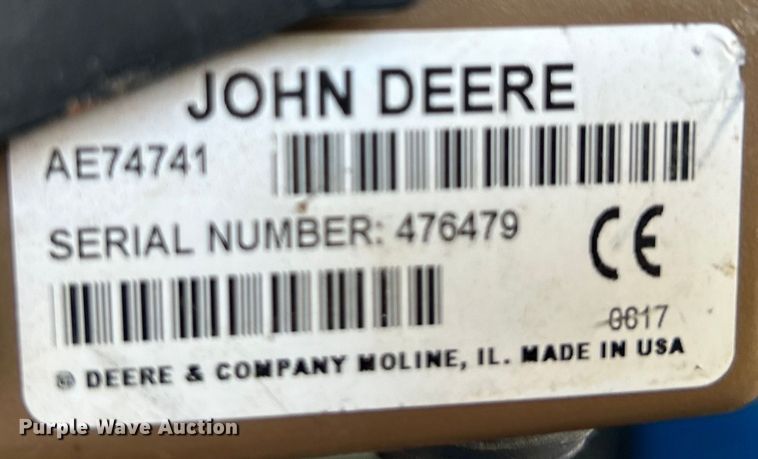 JOHN DEERE
AE74741
SERIAL NUMBER: 476479
CE
0617
© DEERE & COMPANY MOLINE, IL. MADE IN USA
Purple Wave Auction